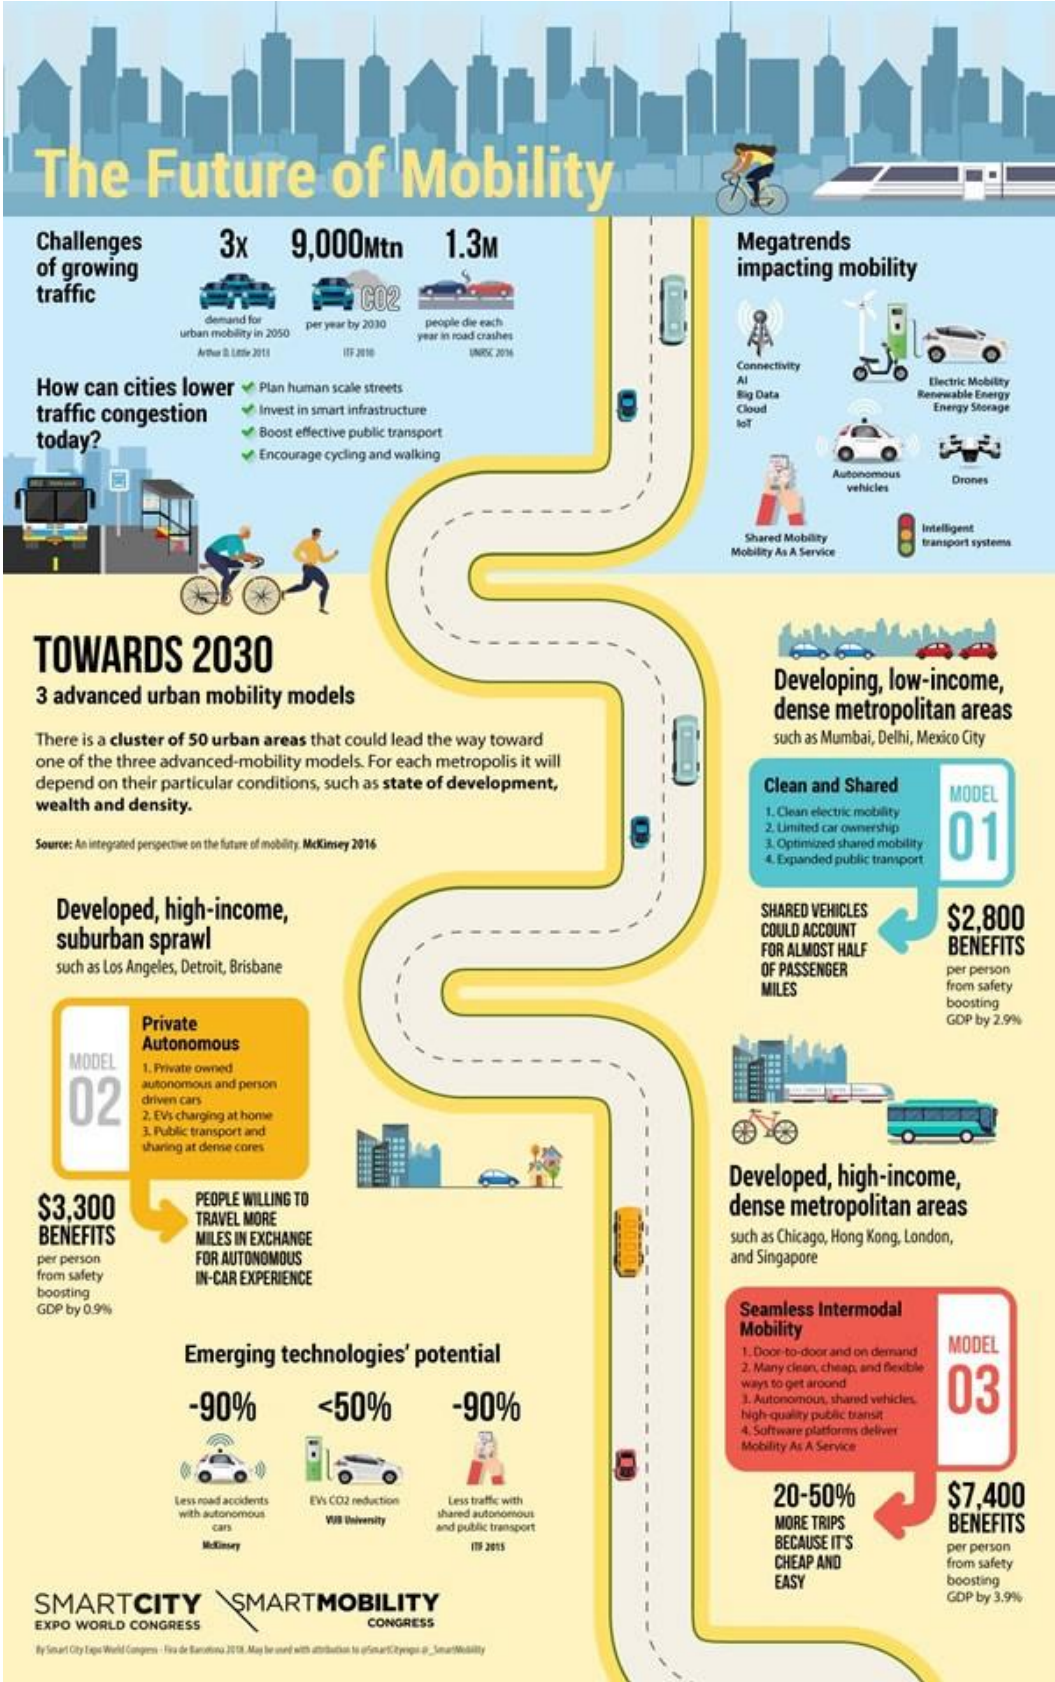 The Future of Mobility
Challenges
of growing
traffic
3X
demand for
urban mobility in 2050
Arthur D. Little 2013
9,000Mtn
CO2
per year by 2030
ITF 2010
1.3M
people die each
year in road crashes
UNRSC 2016
How can cities lower
traffic congestion
today?
Plan human scale streets
Invest in smart infrastructure
Boost effective public transport
Encourage cycling and walking
Megatrends
impacting mobility
Connectivity
AI
Big Data
Cloud
IoT
Electric Mobility
Renewable Energy
Energy Storage
Autonomous
vehicles
Drones
Shared Mobility
Mobility As A Service
Intelligent
transport systems
TOWARDS 2030
3 advanced urban mobility models
There is a cluster of 50 urban areas that could lead the way toward
one of the three advanced-mobility models. For each metropolis it will
depend on their particular conditions, such as state of development,
wealth and density.
Source: An integrated perspective on the future of mobility. McKinsey 2016
Developing, low-income,
dense metropolitan areas
such as Mumbai, Delhi, Mexico City
Clean and Shared
1. Clean electric mobility
2. Limited car ownership
3. Optimized shared mobility
4. Expanded public transport
MODEL
01
SHARED VEHICLES
COULD ACCOUNT
FOR ALMOST HALF
OF PASSENGER
MILES
$2,800
BENEFITS
per person
from safety
boosting
GDP by 2.9%
Developed, high-income,
suburban sprawl
such as Los Angeles, Detroit, Brisbane
MODEL
02
Private
Autonomous
1. Private owned
autonomous and person
driven cars
2. EVs charging at home
3. Public transport and
sharing at dense cores
$3,300
BENEFITS
per person
from safety
boosting
GDP by 0.9%
PEOPLE WILLING TO
TRAVEL MORE
MILES IN EXCHANGE
FOR AUTONOMOUS
IN-CAR EXPERIENCE
Developed, high-income,
dense metropolitan areas
such as Chicago, Hong Kong, London,
and Singapore
Seamless Intermodal
Mobility
1. Door-to-door and on demand
2. Many clean, cheap, and flexible
ways to get around
3. Autonomous, shared vehicles,
high-quality public transit
4. Software platforms deliver
Mobility As A Service
MODEL
03
20-50%
MORE TRIPS
BECAUSE IT'S
CHEAP AND
EASY
$7,400
BENEFITS
per person
from safety
boosting
GDP by 3.9%
Emerging technologies' potential
-90%
Less road accidents
with autonomous
cars
McKinsey
<50%
EVs CO2 reduction
VUB University
-90%
Less traffic with
shared autonomous
and public transport
ITF 2015
SMARTCITY
EXPO WORLD CONGRESS
SMARTMOBILITY
CONGRESS
By Smart City Expo World Congress - Fira de Barcelona 2018. May be used with attribution to @SmartCityexpo @_SmartMobility